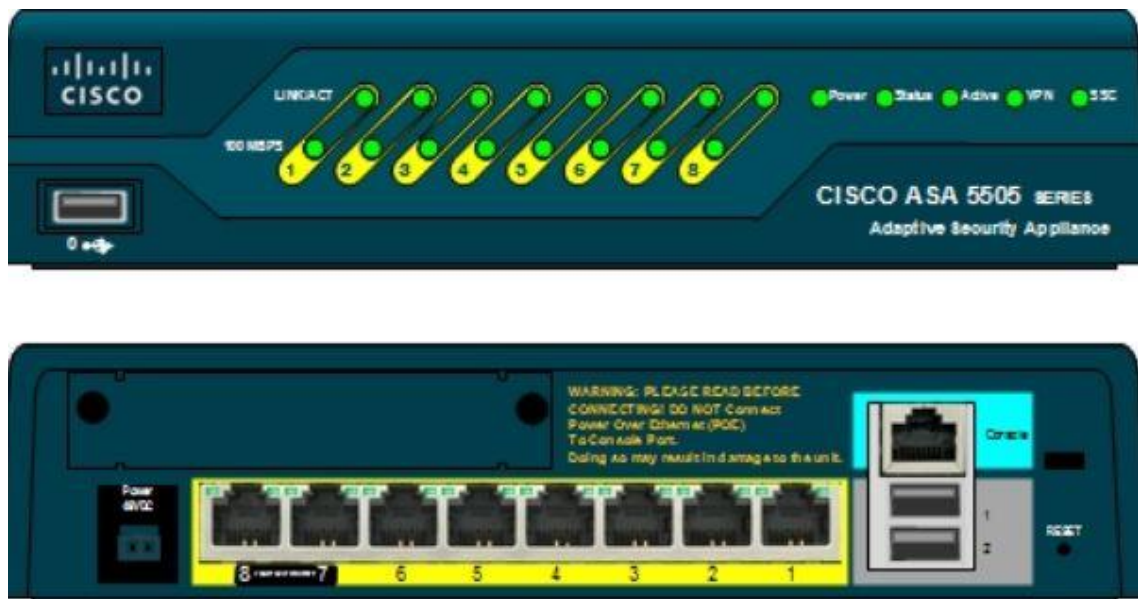 CISCO
LINK/ACT
100 MBPS
1 2 3 4 5 6 7 8
Power Status Active VPN SSC
CISCO ASA 5505 SERIES
Adaptive Security Appliance
0
WARNING: PLEASE READ BEFORE
CONNECTING! DO NOT Connect
Power Over Ethernet (POE)
To Console Port.
Doing so may result in damage to the unit.
Console
Power
48VDC
1
2
RESET
8 7 6 5 4 3 2 1